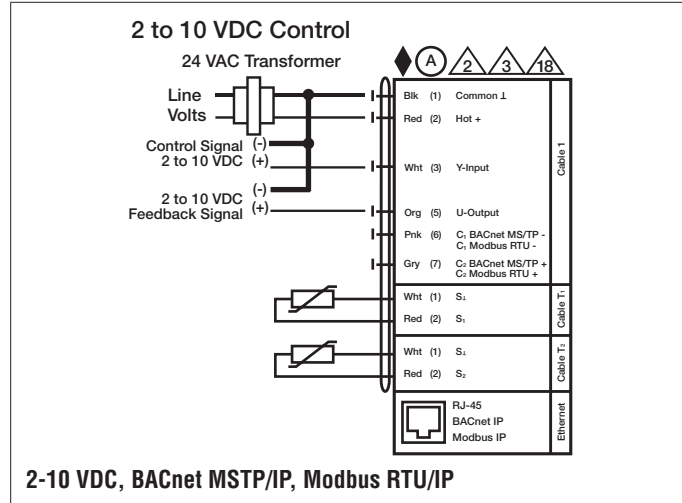 2 to 10 VDC Control
24 VAC Transformer
Line
Volts
Control Signal (-)
2 to 10 VDC (+)
(-)
2 to 10 VDC
Feedback Signal (+)
A 2 3 18
Blk (1) Common ⊥
Red (2) Hot +
Wht (3) Y-Input
Org (5) U-Output
Pnk (6) C₁ BACnet MS/TP -
C₁ Modbus RTU -
Gry (7) C₂ BACnet MS/TP +
C₂ Modbus RTU +
Cable 1
Wht (1) S⊥
Red (2) S₁
Cable T₁
Wht (1) S⊥
Red (2) S₂
Cable T₂
RJ-45
BACnet IP
Modbus IP
Ethernet
2-10 VDC, BACnet MSTP/IP, Modbus RTU/IP